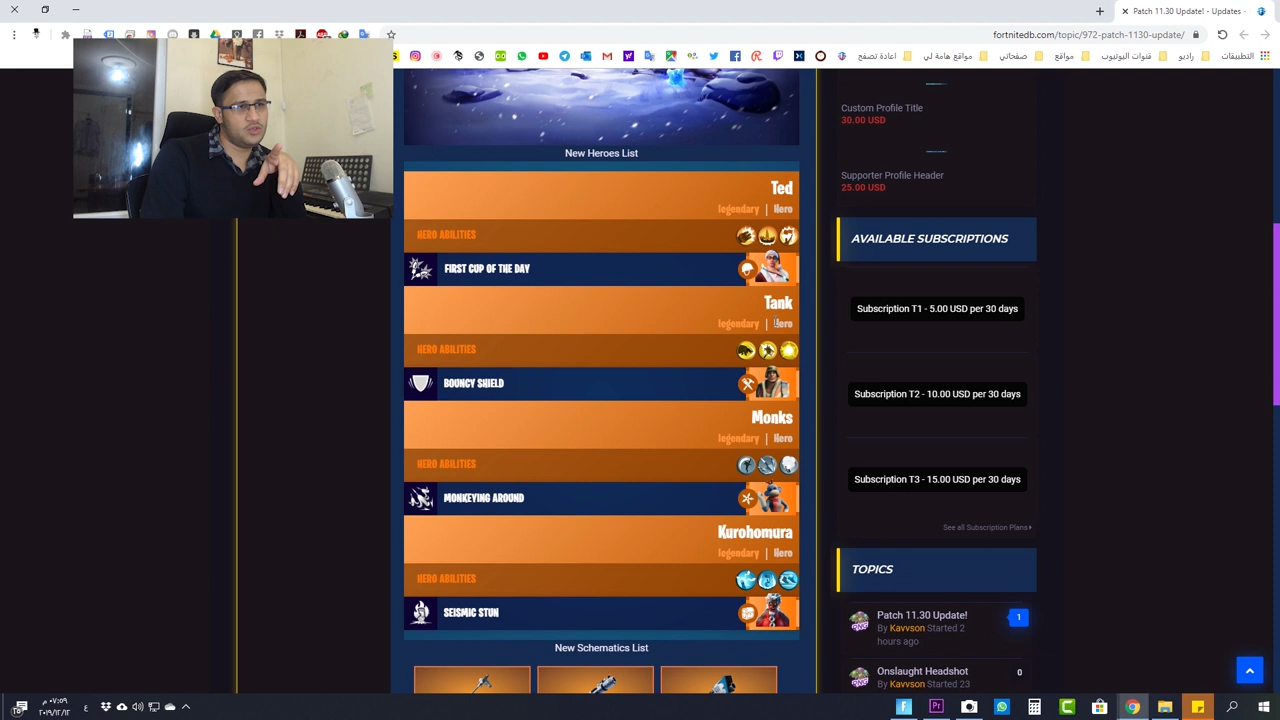 Patch 11.30 Update! - Updates -
fortnitedb.com/topic/972-patch-1130-update/
التطبيقات
راديو
قنوات اليوتيوب
مواقع
صفحاتي
مواقع هامة لي
اعادة تصفح
New Heroes List
Ted
legendary | Hero
HERO ABILITIES
FIRST CUP OF THE DAY
Tank
legendary | Hero
HERO ABILITIES
BOUNCY SHIELD
Monks
legendary | Hero
HERO ABILITIES
MONKEYING AROUND
Kurohomura
legendary | Hero
HERO ABILITIES
SEISMIC STUN
New Schematics List
Custom Profile Title
30.00 USD
Supporter Profile Header
25.00 USD
AVAILABLE SUBSCRIPTIONS
Subscription T1 - 5.00 USD per 30 days
Subscription T2 - 10.00 USD per 30 days
Subscription T3 - 15.00 USD per 30 days
See all Subscription Plans
TOPICS
Patch 11.30 Update!
1
By Kavvson Started 2
hours ago
Onslaught Headshot
0
By Kavvson Started 23
ع